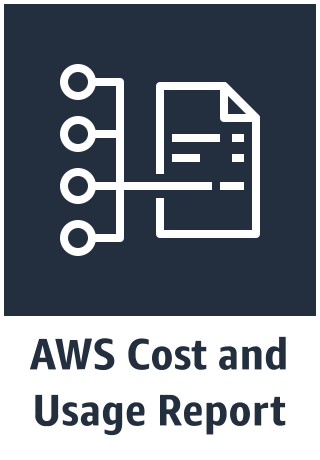 AWS Cost and
Usage Report